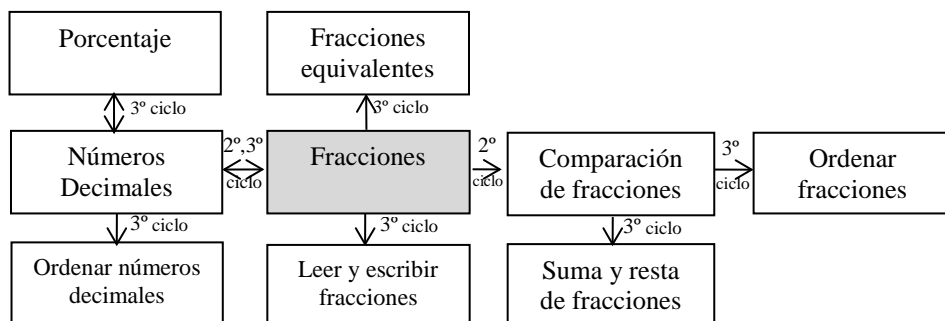 Porcentaje
Fracciones
equivalentes
3º ciclo
3º ciclo
Números
Decimales
2º,3º
ciclo
Fracciones
2º
ciclo
Comparación
de fracciones
3º
ciclo
Ordenar
fracciones
3º ciclo
3º ciclo
3º ciclo
Ordenar números
decimales
Leer y escribir
fracciones
Suma y resta
de fracciones